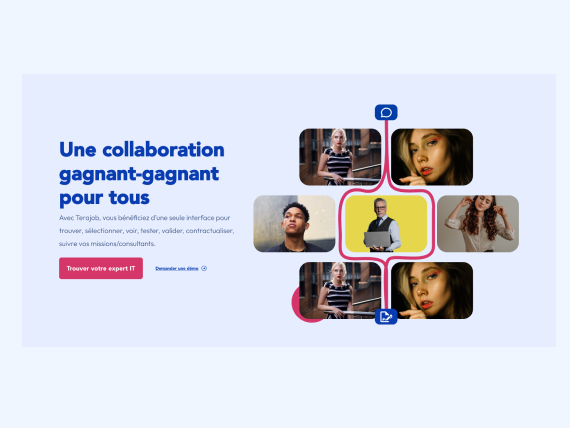 Une collaboration
gagnant-gagnant
pour tous
Avec Terajob, vous bénéficiez d'une seule interface pour
trouver, sélectionner, voir, tester, valider, contractualiser,
suivre vos missions/consultants.
Trouver votre expert IT
Demander une démo